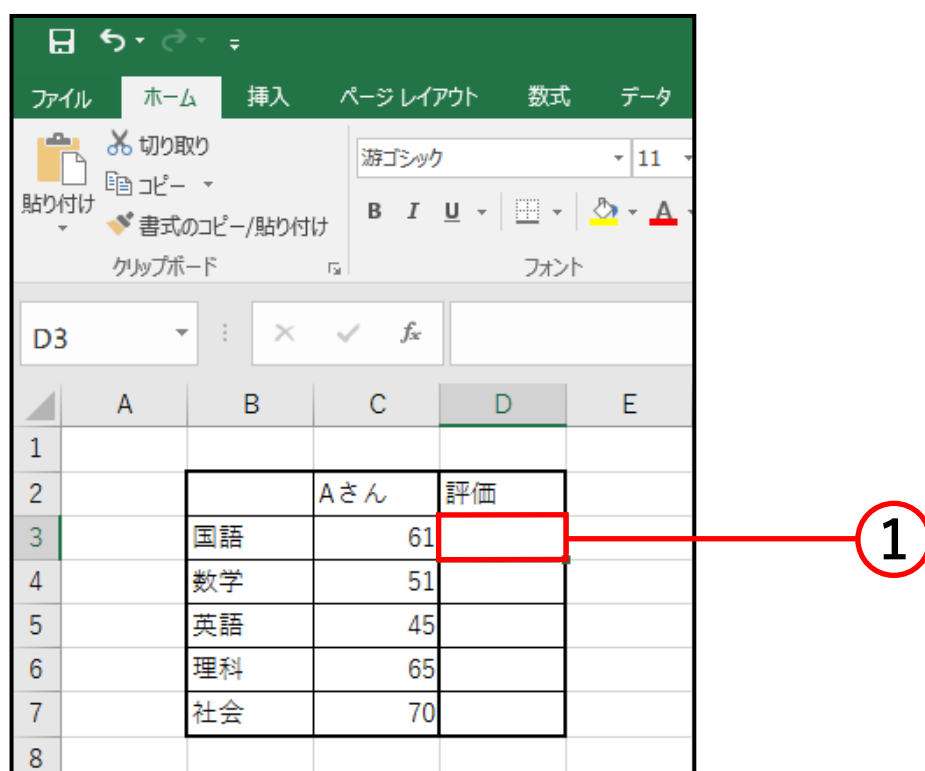 ファイル ホーム 挿入 ページ レイアウト 数式 データ
切り取り
游ゴシック 11
コピー
貼り付け
B I U A
書式のコピー/貼り付け
クリップボード フォント
D3 fx
A B C D E
1
2 Aさん 評価
3 国語 61
1
4 数学 51
5 英語 45
6 理科 65
7 社会 70
8